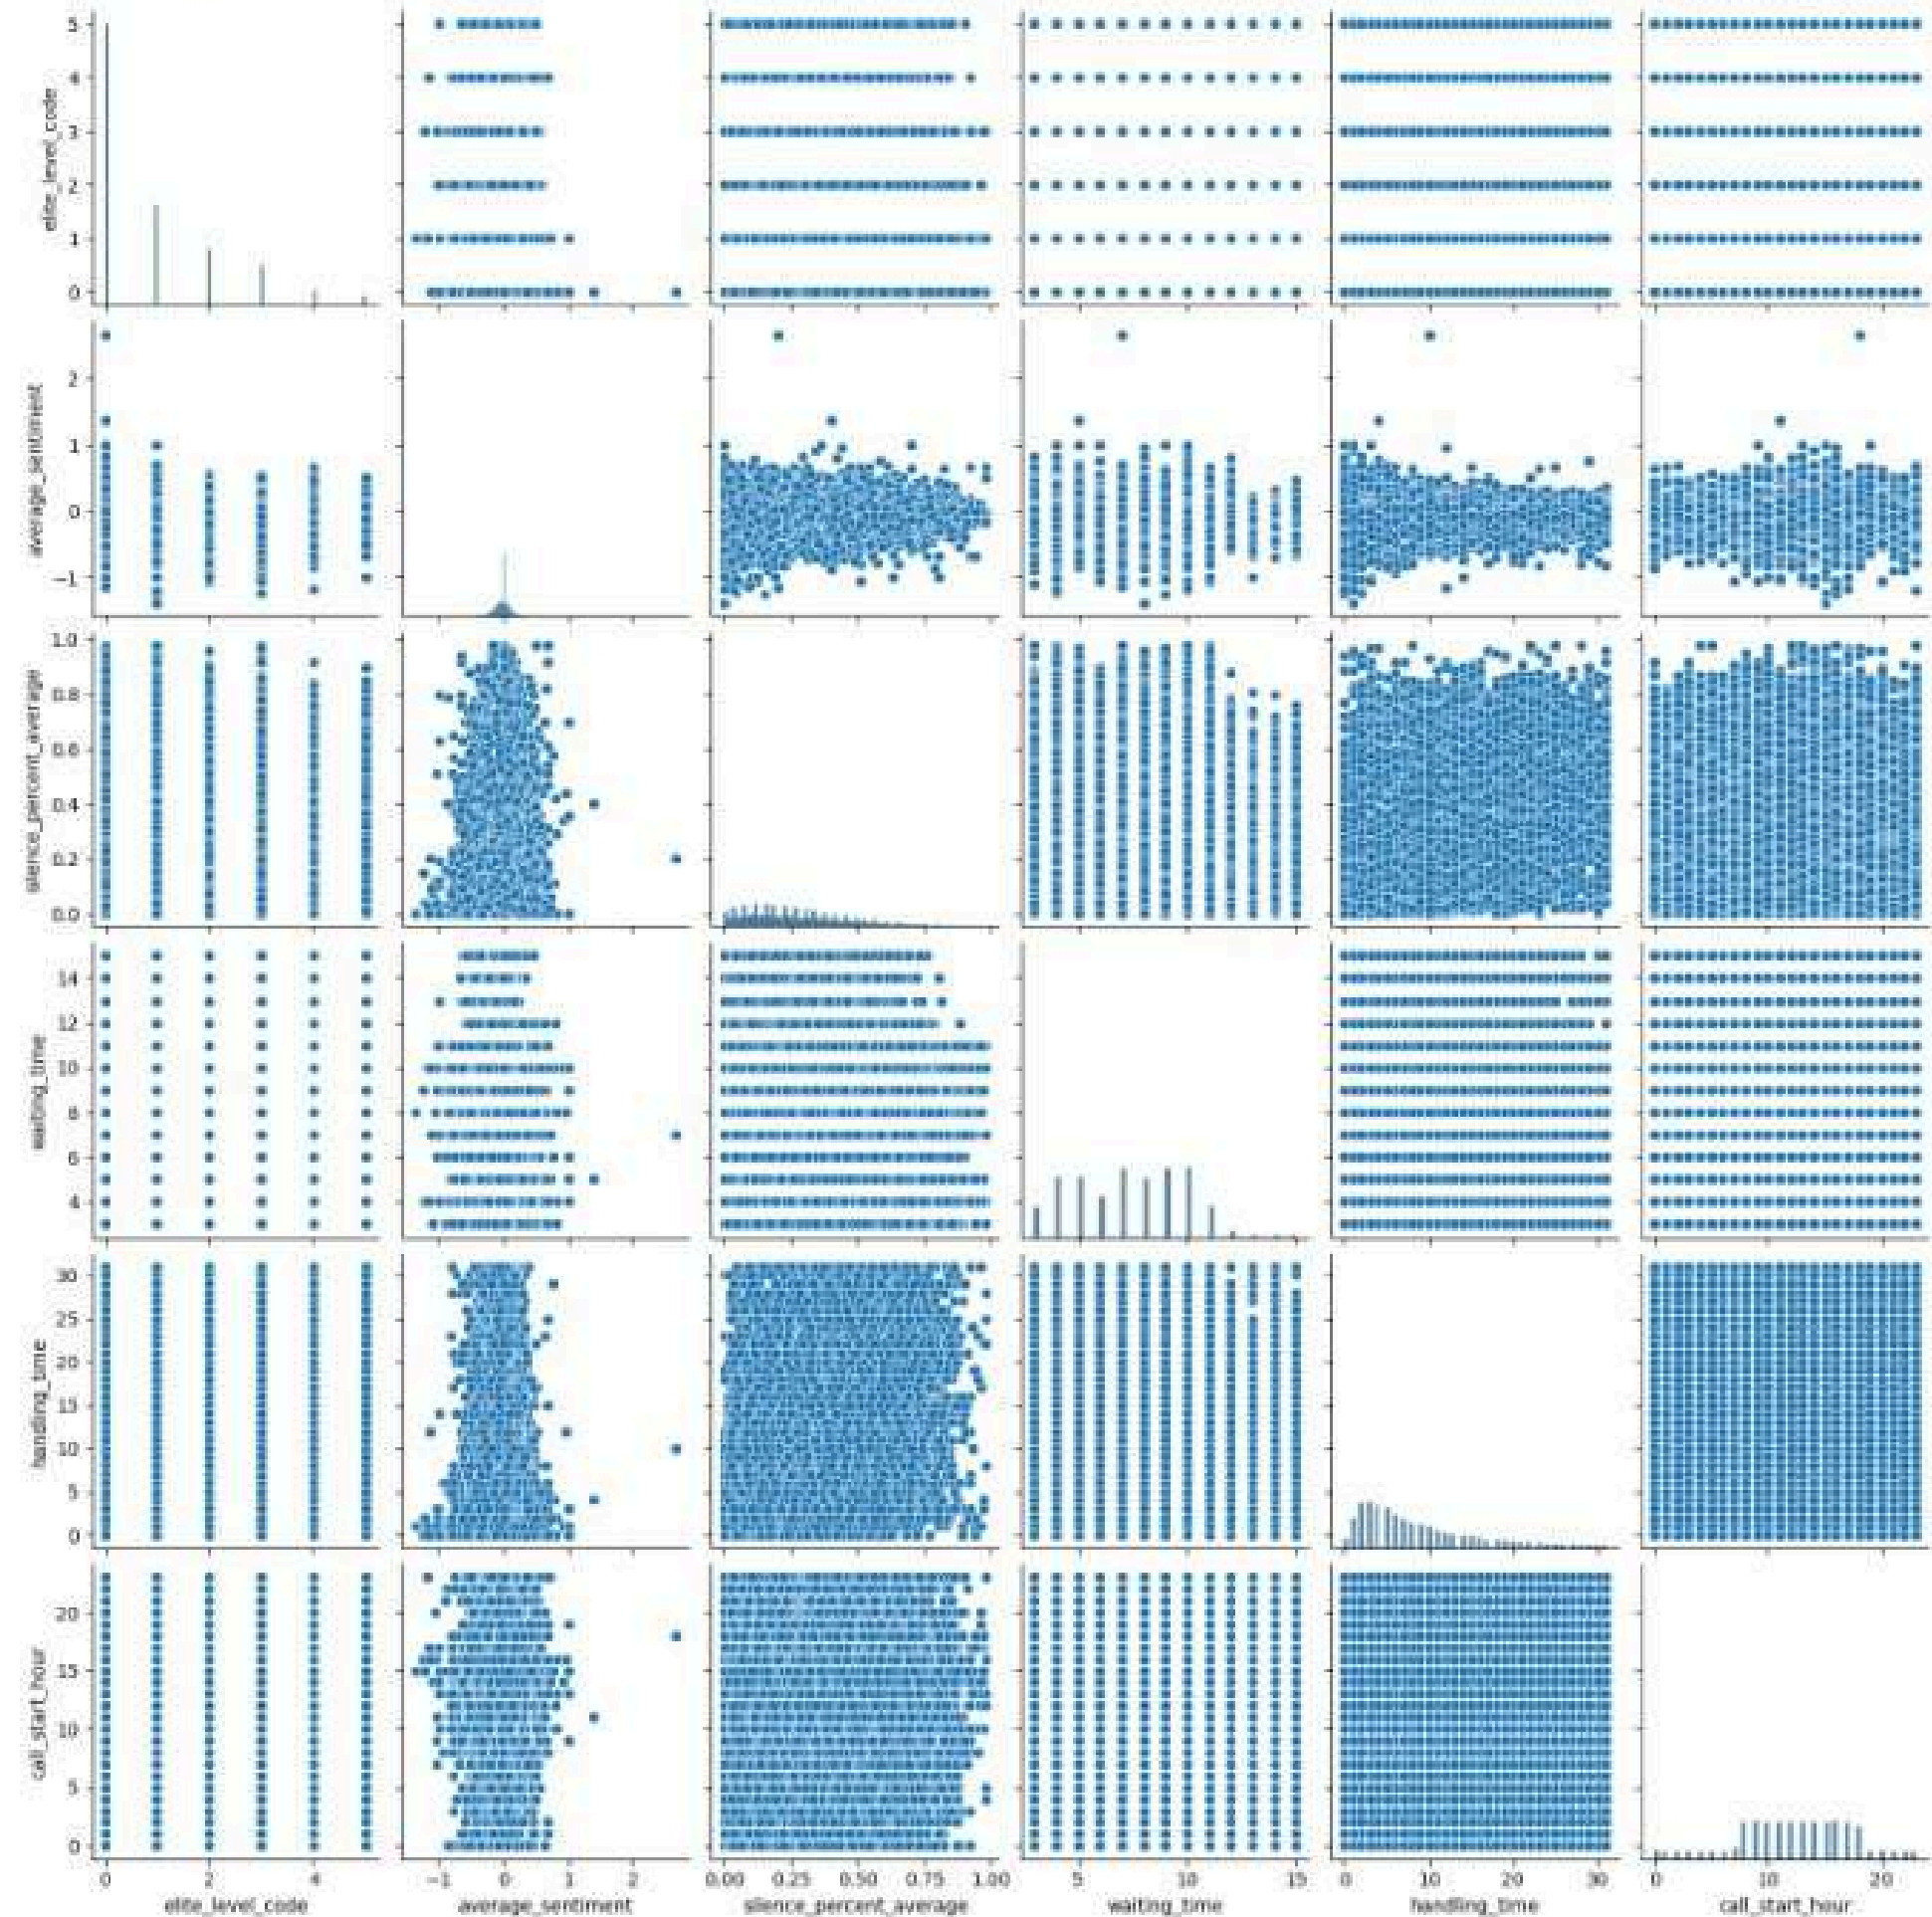 elite_level_code
5
4
3
2
1
0
average_sentiment
2
1
0
−1
silence_percent_average
1.0
0.8
0.6
0.4
0.2
0.0
waiting_time
14
12
10
8
6
4
handling_time
30
25
20
15
10
5
0
call_start_hour
20
15
10
5
0
0 2 4
−1 0 1 2
0.00 0.25 0.50 0.75 1.00
5 10 15
0 10 20 30
0 10 20
elite_level_code average_sentiment silence_percent_average waiting_time handling_time call_start_hour